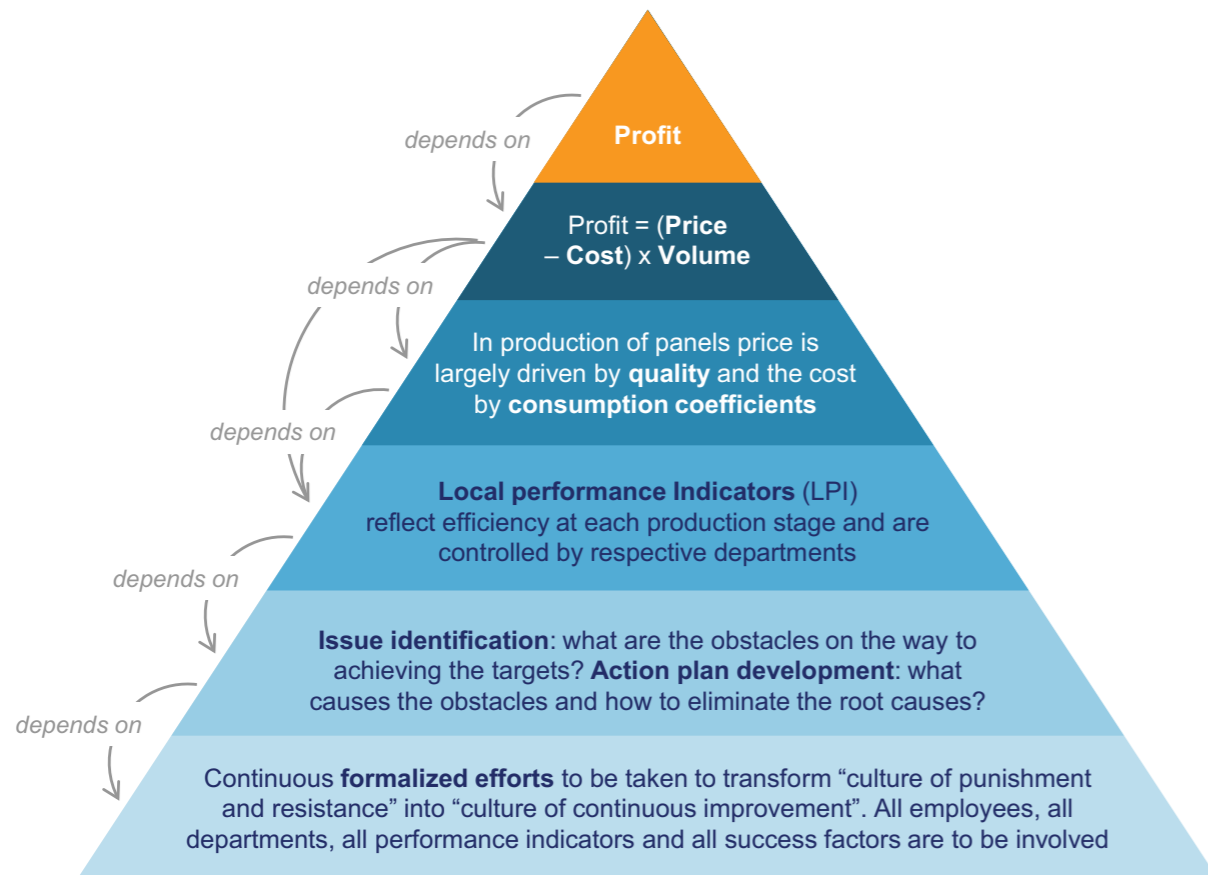 Profit
depends on
Profit = (Price
– Cost) x Volume
depends on
In production of panels price is
largely driven by quality and the cost
by consumption coefficients
depends on
Local performance Indicators (LPI)
reflect efficiency at each production stage and are
controlled by respective departments
depends on
Issue identification: what are the obstacles on the way to
achieving the targets? Action plan development: what
causes the obstacles and how to eliminate the root causes?
depends on
Continuous formalized efforts to be taken to transform “culture of punishment
and resistance” into “culture of continuous improvement”. All employees, all
departments, all performance indicators and all success factors are to be involved